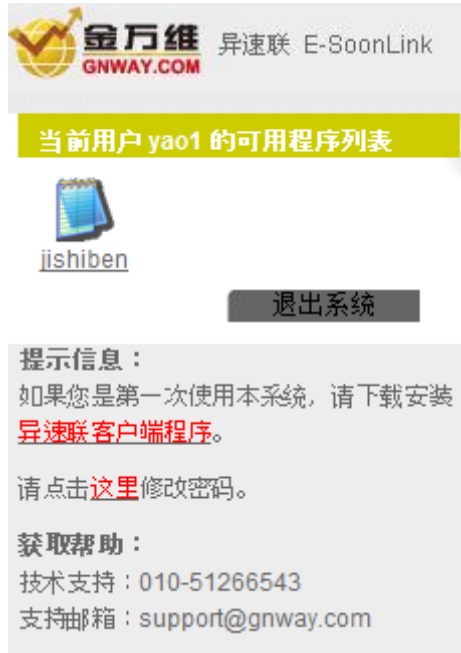 金万维
GNWAY.COM
异速联 E-SoonLink
当前用户 yao1 的可用程序列表
jishiben
退出系统
提示信息：
如果您是第一次使用本系统，请下载安装
异速联客户端程序。
请点击这里修改密码。
获取帮助：
技术支持：010-51266543
支持邮箱：support@gnway.com